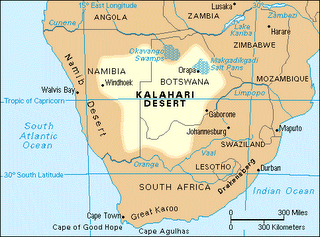 15° East Longitude
Lusaka
30°
ANGOLA
ZAMBIA
Zambezi
Cunene
Lake
Kariba
Harare
Okavango
Swamps
ZIMBABWE
Makgadikgadi
Salt Pans
NAMIBIA
Orapa
Windhoek
BOTSWANA
MOZAMBIQUE
Walvis Bay
Namib
Desert
KALAHARI
DESERT
Limpopo
Tropic of Capricorn
Gaborone
Johannesburg
Maputo
South
Atlantic
Ocean
SWAZILAND
Vaal
Orange
LESOTHO
Drakensberg
Durban
30° South Latitude
SOUTH AFRICA
Indian Ocean
Great Karoo
Cape Town
Cape of Good Hope
Cape Agulhas
0 300 Miles
0 300 Kilometers